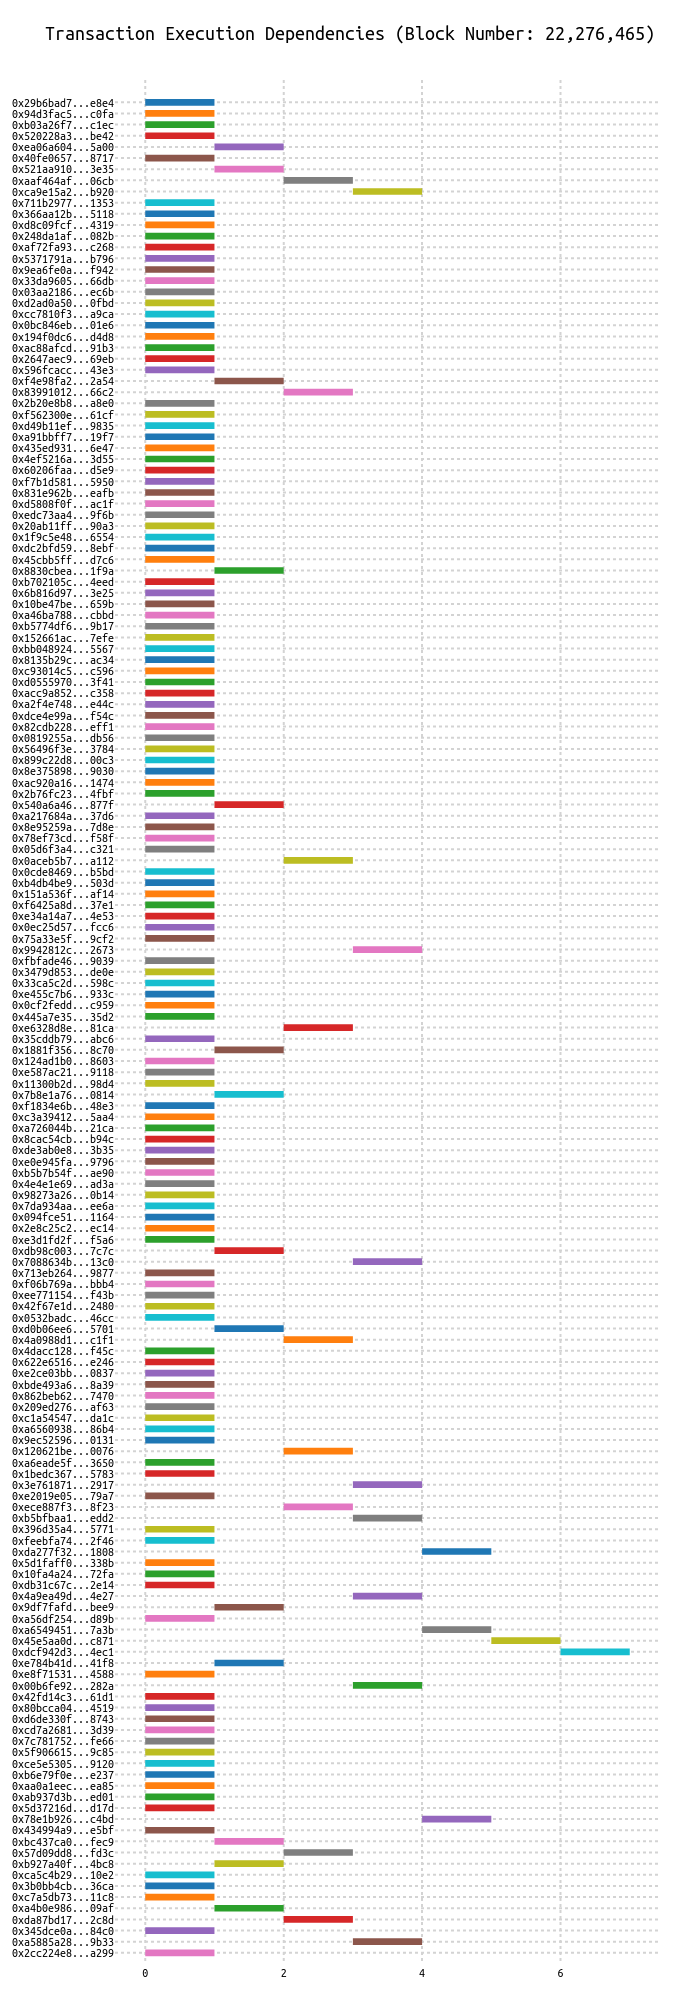 Transaction Execution Dependencies (Block Number: 22,276,465)
0x29b6bad7...e8e4
0x94d3fac5...c0fa
0xb03a26f7...c1ec
0x520228a3...be42
0xea06a604...5a00
0x40fe0657...8717
0x521aa910...3e35
0xaaf464af...06cb
0xca9e15a2...b920
0x711b2977...1353
0x366aa12b...5118
0xd8c09fcf...4319
0x248da1af...082b
0xaf72fa93...c268
0x5371791a...b796
0x9ea6fe0a...f942
0x33da9605...66db
0x03aa2186...ec6b
0xd2ad0a50...0fbd
0xcc7810f3...a9ca
0x0bc846eb...01e6
0x194f0dc6...d4d8
0xac88afcd...91b3
0x2647aec9...69eb
0x596fcacc...43e3
0xf4e98fa2...2a54
0x83991012...66c2
0x2b20e8b8...a8e0
0xf562300e...61cf
0xd49b11ef...9835
0xa91bbff7...19f7
0x435ed931...6e47
0x4ef5216a...3d55
0x60206faa...d5e9
0xf7b1d581...5950
0x831e962b...eafb
0xd5808f0f...ac1f
0xedc73aa4...9f6b
0x20ab11ff...90a3
0x1f9c5e48...6554
0xdc2bfd59...8ebf
0x45cbb5ff...d7c6
0x8830cbea...1f9a
0xb702105c...4eed
0x6b816d97...3e25
0x10be47be...659b
0xa46ba788...cbbd
0xb5774df6...9b17
0x152661ac...7efe
0xbb048924...5567
0x8135b29c...ac34
0xc93014c5...c596
0xd0555970...3f41
0xacc9a852...c358
0xa2f4e748...e44c
0xdce4e99a...f54c
0x82cdb228...eff1
0x0819255a...db56
0x56496f3e...3784
0x899c22d8...00c3
0x8e375898...9030
0xac920a16...1474
0x2b76fc23...4fbf
0x540a6a46...877f
0xa217684a...37d6
0x8e95259a...7d8e
0x78ef73cd...f58f
0x05d6f3a4...c321
0x0aceb5b7...a112
0x0cde8469...b5bd
0xb4db4be9...503d
0x151a536f...af14
0xf6425a8d...37e1
0xe34a14a7...4e53
0x0ec25d57...fcc6
0x75a33e5f...9cf2
0x9942812c...2673
0xfbfade46...9039
0x3479d853...de0e
0x33ca5c2d...598c
0xe455c7b6...933c
0x0cf2fedd...c959
0x445a7e35...35d2
0xe6328d8e...81ca
0x35cddb79...abc6
0x1881f356...8c70
0x124ad1b0...8603
0xe587ac21...9118
0x11300b2d...98d4
0x7b8e1a76...0814
0xf1834e6b...48e3
0xc3a39412...5aa4
0xa726044b...21ca
0x8cac54cb...b94c
0xde3ab0e8...3b35
0xe0e945fa...9796
0xb5b7b54f...ae90
0x4e4e1e69...ad3a
0x98273a26...0b14
0x7da934aa...ee6a
0x094fce51...1164
0x2e8c25c2...ec14
0xe3d1fd2f...f5a6
0xdb98c003...7c7c
0x7088634b...13c0
0x713eb264...9877
0xf06b769a...bbb4
0xee771154...f43b
0x42f67e1d...2480
0x0532badc...46cc
0xd0b06ee6...5701
0x4a0988d1...c1f1
0x4dacc128...f45c
0x622e6516...e246
0xe2ce03bb...0837
0xbde493a6...8a39
0x862beb62...7470
0x209ed276...af63
0xc1a54547...da1c
0xa6560938...86b4
0x9ec52596...0131
0x120621be...0076
0xa6eade5f...3650
0x1bedc367...5783
0x3e761871...2917
0xe2019e05...79a7
0xece887f3...8f23
0xb5bfbaa1...edd2
0x396d35a4...5771
0xfeebfa74...2f46
0xda277f32...1808
0x5d1faff0...338b
0x10fa4a24...72fa
0xdb31c67c...2e14
0x4a9ea49d...4e27
0x9df7fafd...bee9
0xa56df254...d89b
0xa6549451...7a3b
0x45e5aa0d...c871
0xdcf942d3...4ec1
0xe784b41d...41f8
0xe8f71531...4588
0x00b6fe92...282a
0x42fd14c3...61d1
0x80bcca04...4519
0xd6de330f...8743
0xcd7a2681...3d39
0x7c781752...fe66
0x5f906615...9c85
0xce5e5305...9120
0xb6e79f0e...e237
0xaa0a1eec...ea85
0xab937d3b...ed01
0x5d37216d...d17d
0x78e1b926...c4bd
0x434994a9...e5bf
0xbc437ca0...fec9
0x57d09dd8...fd3c
0xb927a40f...4bc8
0xca5c4b29...10e2
0x3b0bb4cb...36ca
0xc7a5db73...11c8
0xa4b0e986...09af
0xda87bd17...2c8d
0x345dce0a...84c0
0xa5885a28...9b33
0x2cc224e8...a299
0 2 4 6